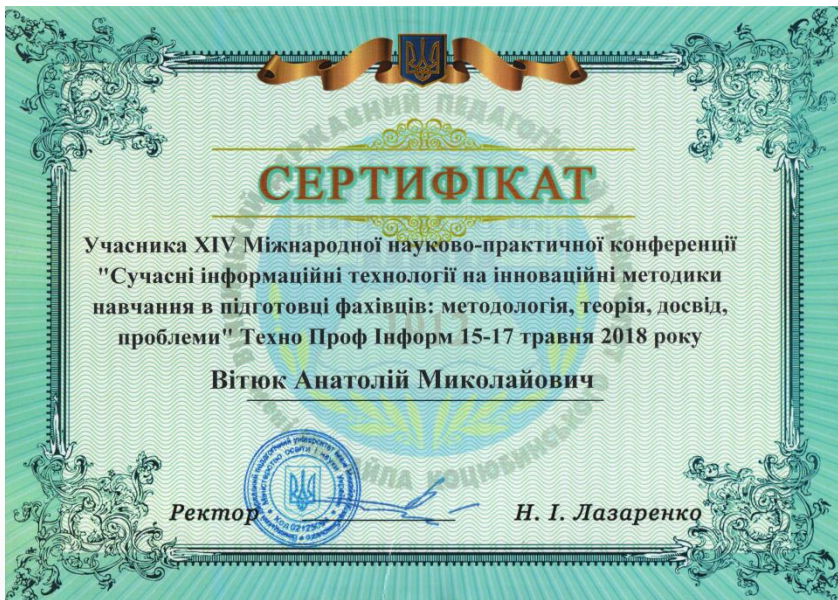 СЕРТИФІКАТ
Учасника XIV Міжнародної науково-практичної конференції
"Сучасні інформаційні технології на інноваційні методики
навчання в підготовці фахівців: методологія, теорія, досвід,
проблеми" Техно Проф Інформ 15-17 травня 2018 року
Вітюк Анатолій Миколайович
Ректор Н. І. Лазаренко